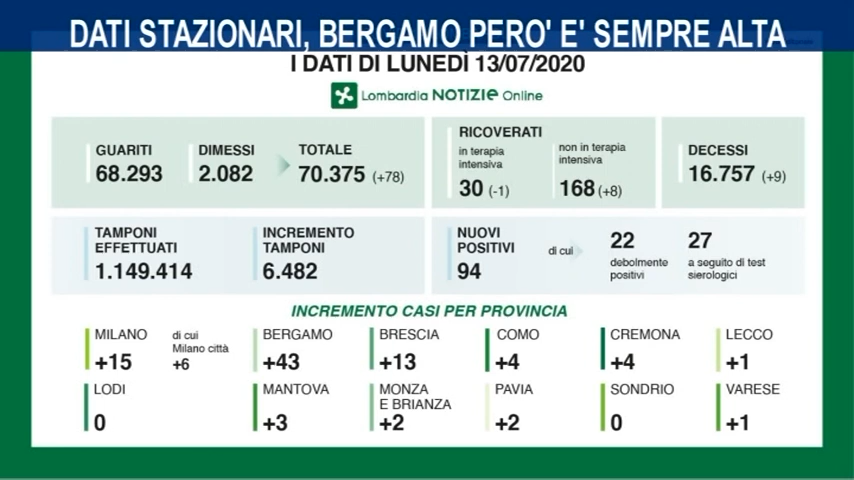 DATI STAZIONARI, BERGAMO PERO' E' SEMPRE ALTA
I DATI DI LUNEDÌ 13/07/2020
Lombardia NOTIZIE Online
GUARITI
68.293
DIMESSI
2.082
TOTALE
70.375 (+78)
RICOVERATI
in terapia
intensiva
30 (-1)
non in terapia
intensiva
168 (+8)
DECESSI
16.757 (+9)
TAMPONI
EFFETTUATI
1.149.414
INCREMENTO
TAMPONI
6.482
NUOVI
POSITIVI
94
di cui
22
debolmente
positivi
27
a seguito di test
sierologici
INCREMENTO CASI PER PROVINCIA
MILANO
+15
di cui
Milano città
+6
BERGAMO
+43
BRESCIA
+13
COMO
+4
CREMONA
+4
LECCO
+1
LODI
0
MANTOVA
+3
MONZA
E BRIANZA
+2
PAVIA
+2
SONDRIO
0
VARESE
+1